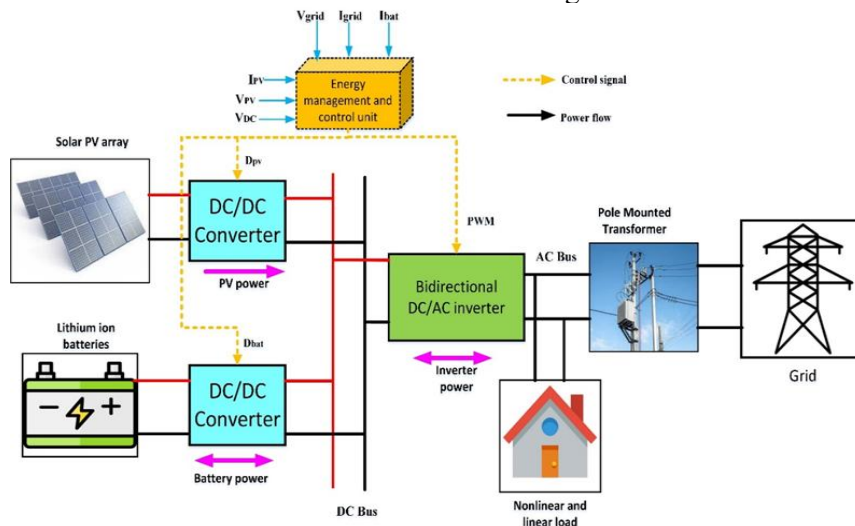 Vgrid Igrid Ibat
IPV
VPV
VDC
Energy
management and
control unit
Control signal
Power flow
Solar PV array
Dpv
DC/DC
Converter
PV power
PWM
AC Bus
Pole Mounted
Transformer
Bidirectional
DC/AC inverter
Inverter
power
Grid
Lithium ion
batteries
Dbat
DC/DC
Converter
Battery power
DC Bus
Nonlinear and
linear load